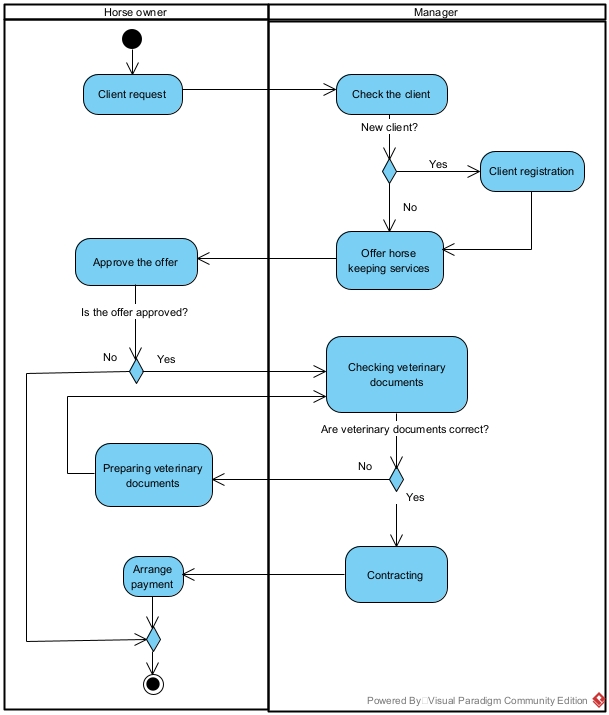 Horse owner
Manager
Client request
Check the client
New client?
Yes
Client registration
No
Approve the offer
Offer horse
keeping services
Is the offer approved?
No
Yes
Checking veterinary
documents
Are veterinary documents correct?
No
Preparing veterinary
documents
Yes
Arrange
payment
Contracting
Powered By Visual Paradigm Community Edition